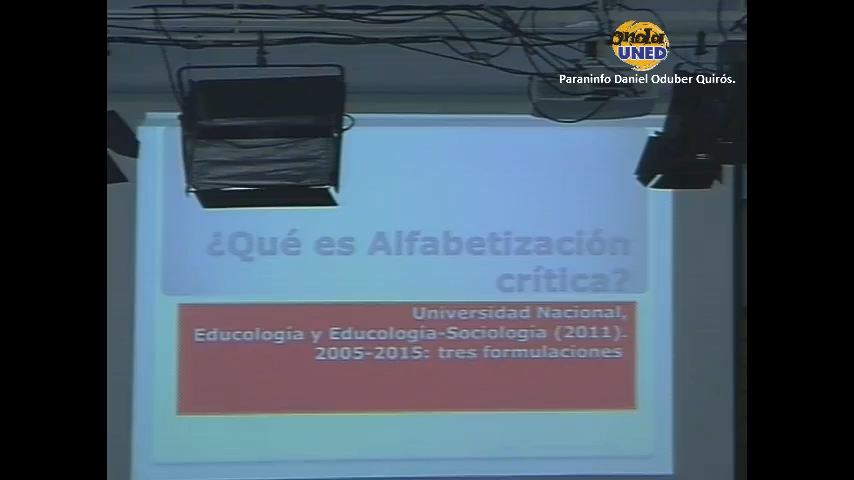 Onda
UNED
Paraninfo Daniel Oduber Quirós.
¿Qué es Alfabetización
crítica?
Universidad Nacional,
Educología y Educología-Sociología (2011).
2005-2015: tres formulaciones